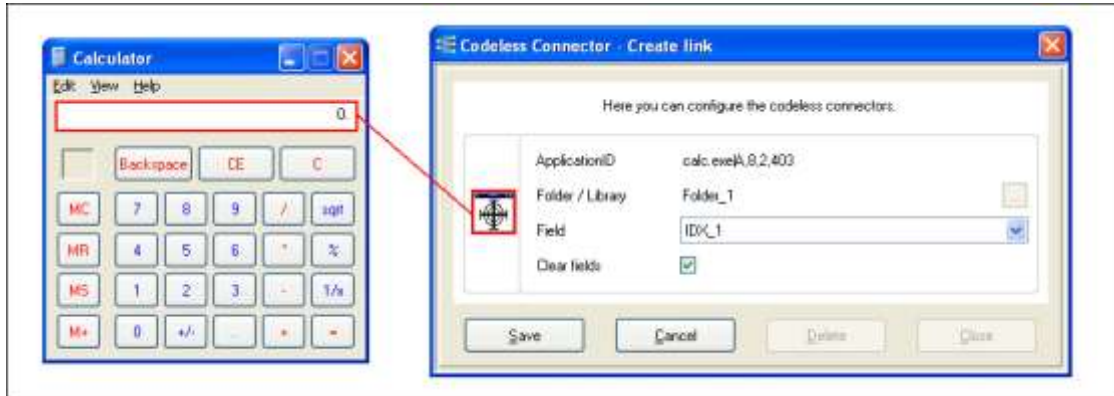 Calculator
Edit View Help
0.
Backspace CE C
MC 7 8 9 / sqrt
MR 4 5 6 * %
MS 1 2 3 - 1/x
M+ 0 +/- . + =
Codeless Connector - Create link
Here you can configure the codeless connectors.
ApplicationID calc.exe|A,8,2,403
Folder / Library Folder_1
Field IDX_1
Clear fields
Save Cancel Delete Close